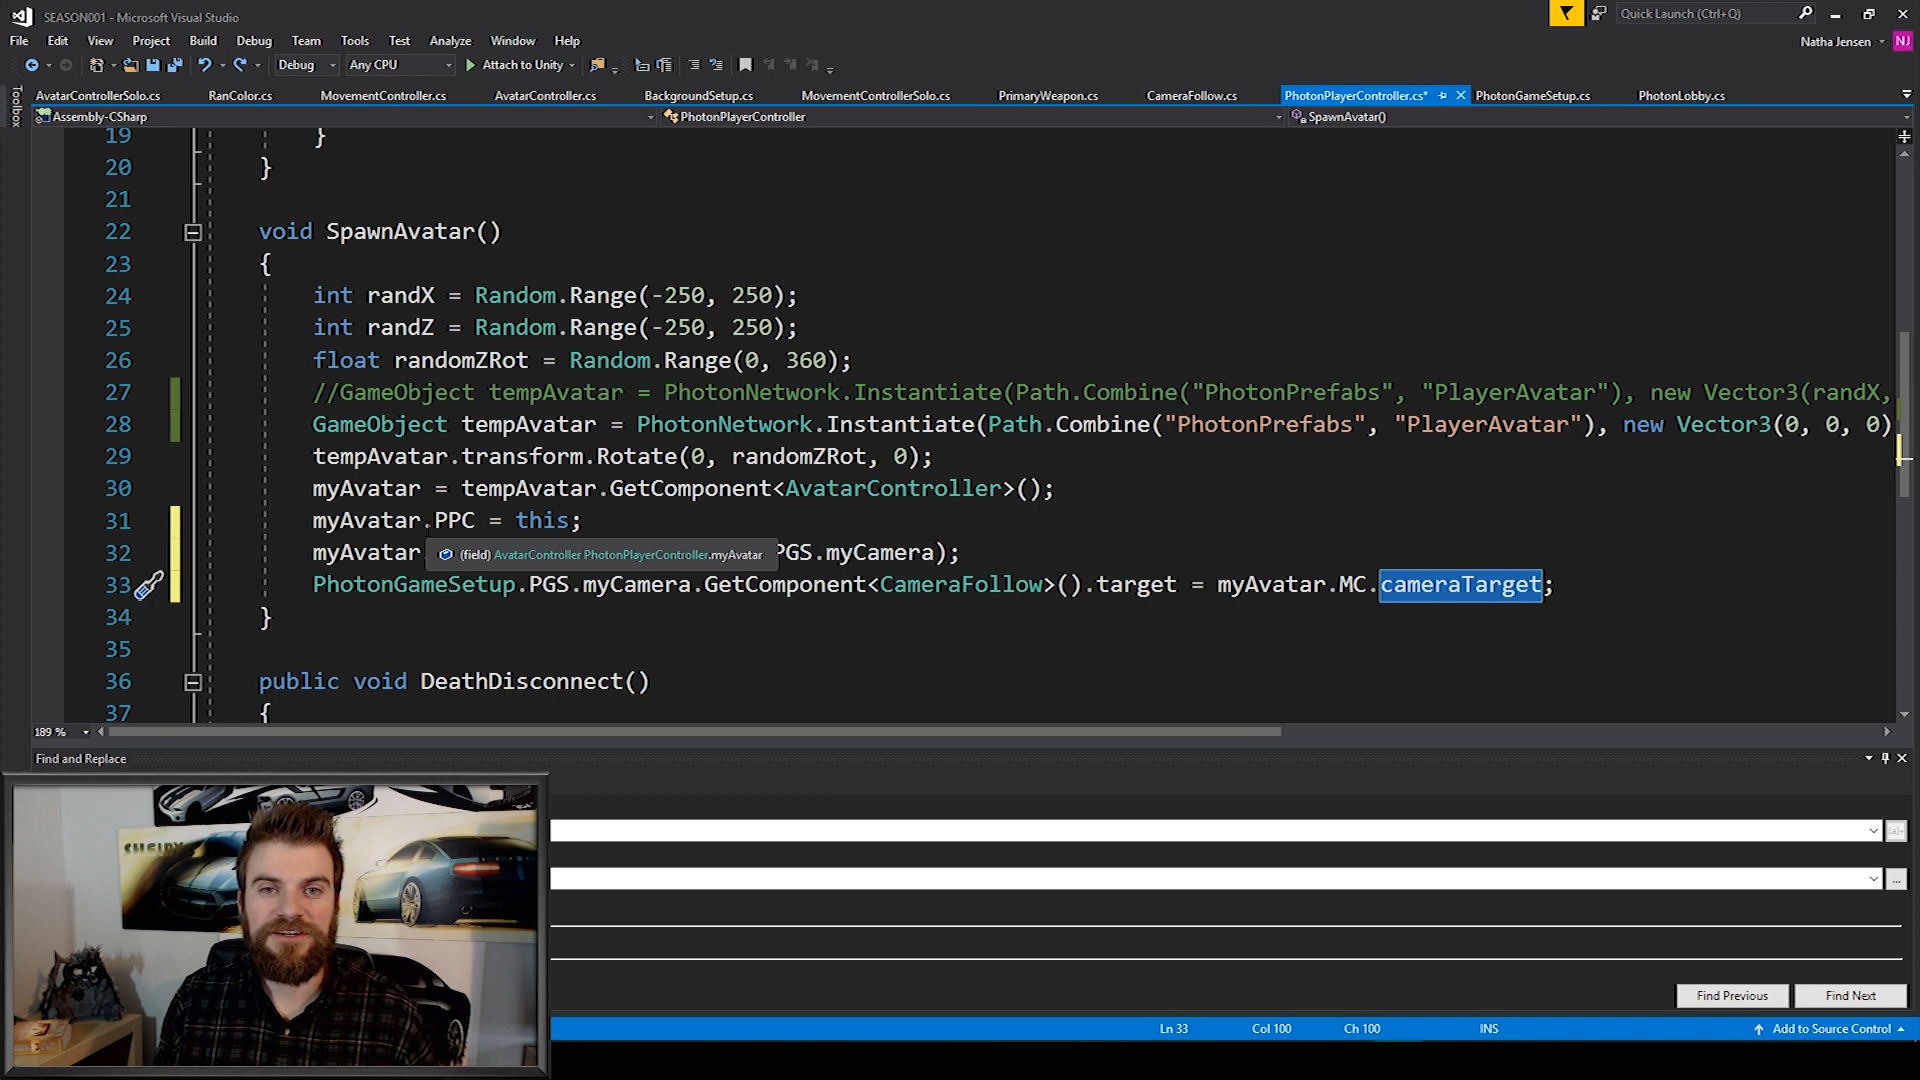 SEASON001 - Microsoft Visual Studio
Quick Launch (Ctrl+Q)
File Edit View Project Build Debug Team Tools Test Analyze Window Help
Natha Jensen NJ
Debug Any CPU Attach to Unity
Toolbox
AvatarControllerSolo.cs RanColor.cs MovementController.cs AvatarController.cs BackgroundSetup.cs MovementControllerSolo.cs PrimaryWeapon.cs CameraFollow.cs PhotonPlayerController.cs* PhotonGameSetup.cs PhotonLobby.cs
Assembly-CSharp PhotonPlayerController SpawnAvatar()
19 }
20 }
21
22 void SpawnAvatar()
23 {
24 int randX = Random.Range(-250, 250);
25 int randZ = Random.Range(-250, 250);
26 float randomZRot = Random.Range(0, 360);
27 //GameObject tempAvatar = PhotonNetwork.Instantiate(Path.Combine("PhotonPrefabs", "PlayerAvatar"), new Vector3(randX,
28 GameObject tempAvatar = PhotonNetwork.Instantiate(Path.Combine("PhotonPrefabs", "PlayerAvatar"), new Vector3(0, 0, 0)
29 tempAvatar.transform.Rotate(0, randomZRot, 0);
30 myAvatar = tempAvatar.GetComponent<AvatarController>();
31 myAvatar.PPC = this;
32 myAvatar. (field) AvatarController PhotonPlayerController.myAvatar PGS.myCamera);
33 PhotonGameSetup.PGS.myCamera.GetComponent<CameraFollow>().target = myAvatar.MC.cameraTarget;
34 }
35
36 public void DeathDisconnect()
37 {
189 %
Find and Replace
SHELBY
...
Find Previous Find Next
Ln 33 Col 100 Ch 100 INS Add to Source Control